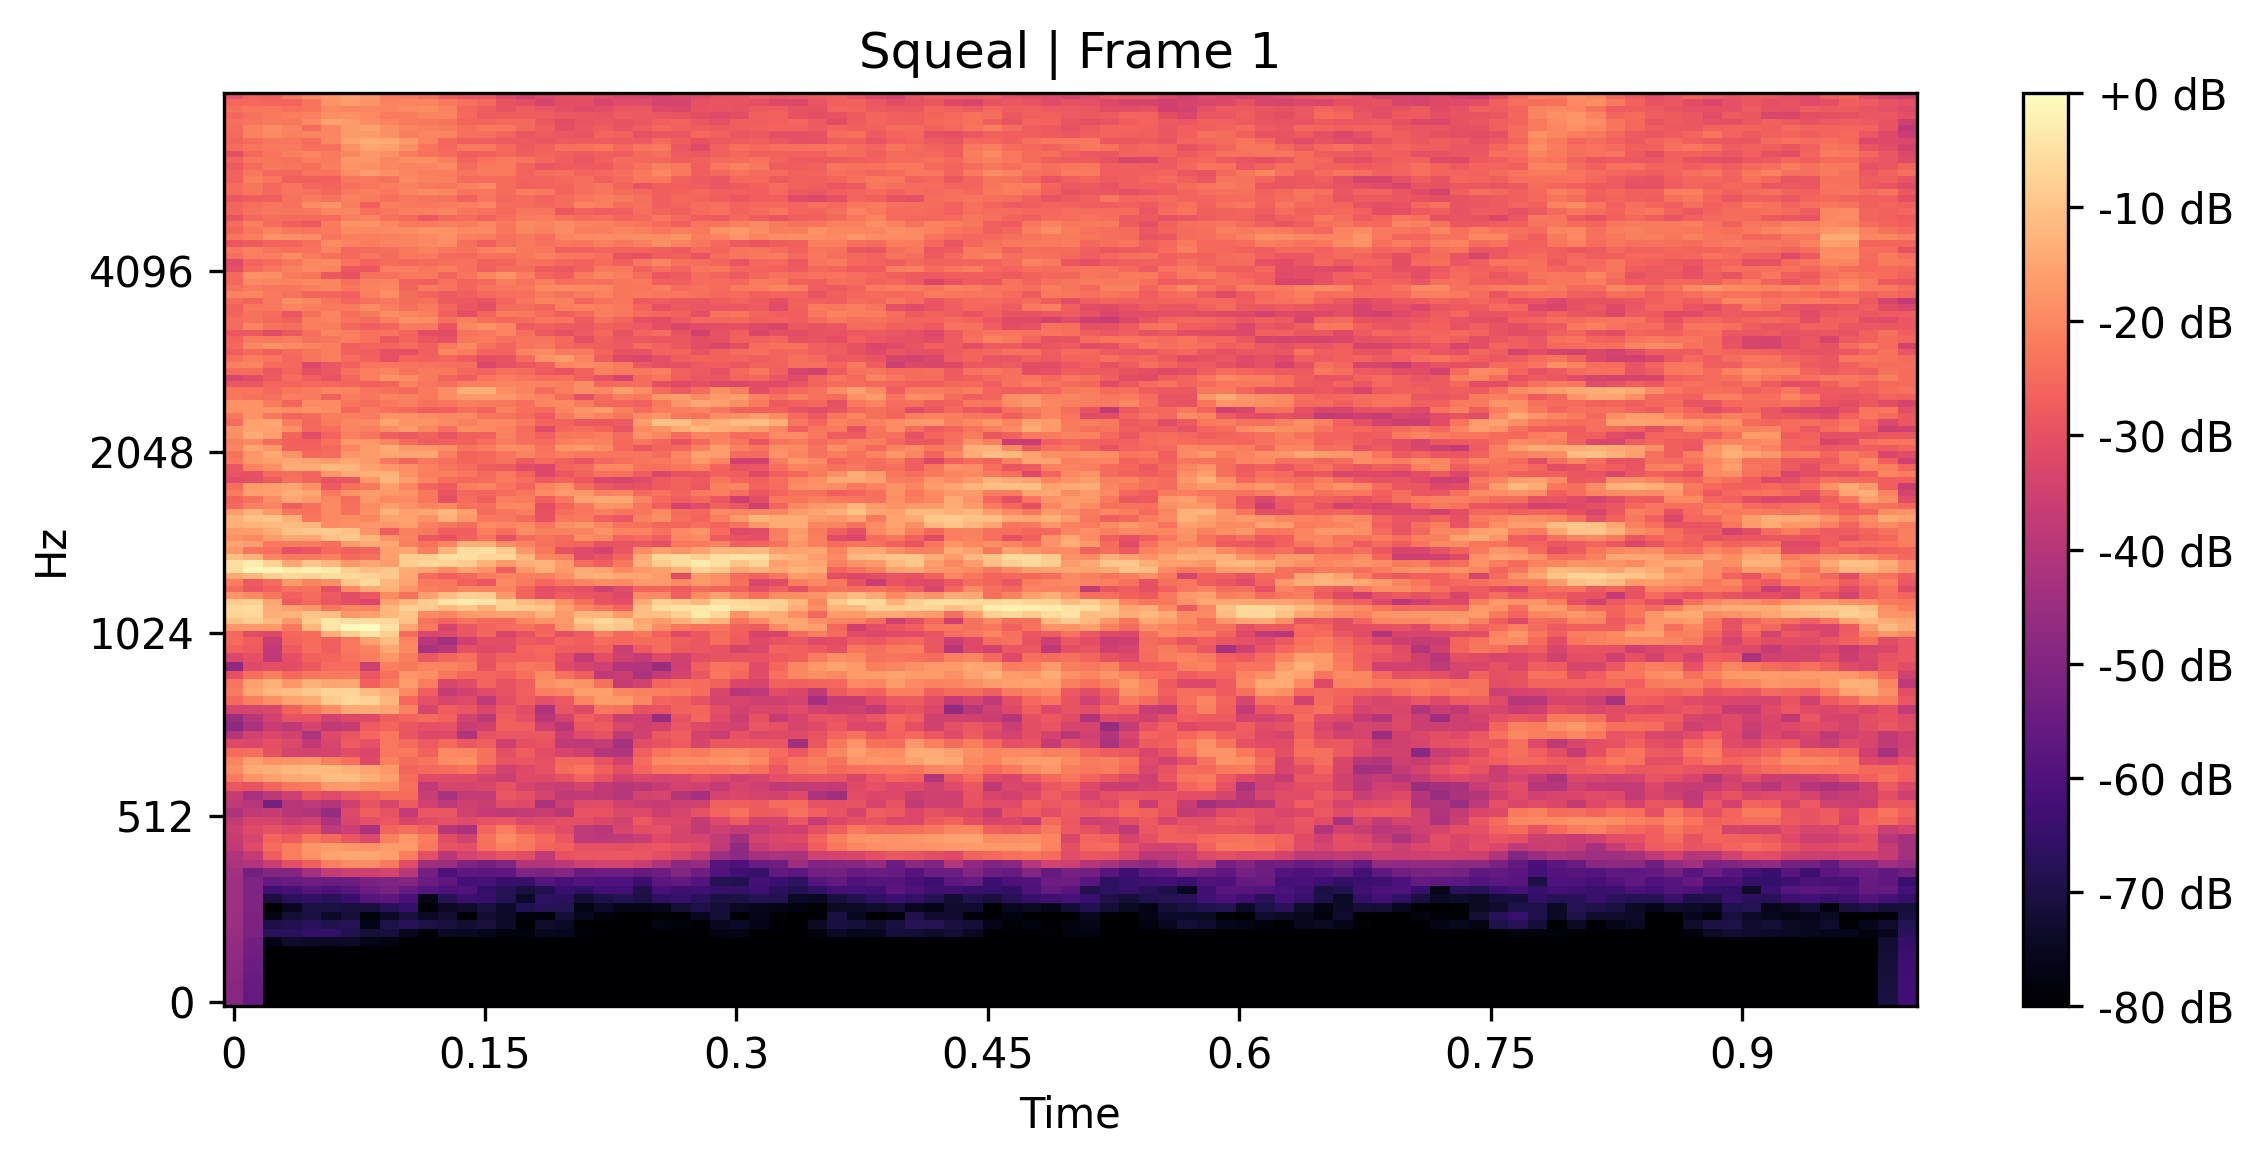 Squeal | Frame 1
Hz
4096
2048
1024
512
0
0 0.15 0.3 0.45 0.6 0.75 0.9
Time
+0 dB
-10 dB
-20 dB
-30 dB
-40 dB
-50 dB
-60 dB
-70 dB
-80 dB